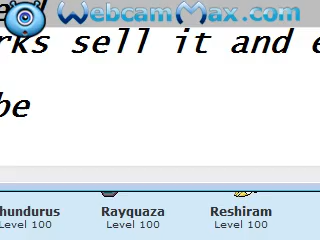 WebcamMax.com
rks sell it and e
be
hundurus Rayquaza Reshiram
Level 100 Level 100 Level 100